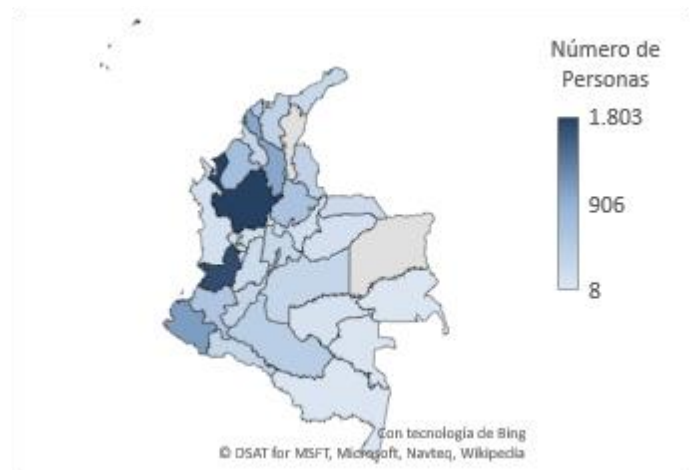 Número de
Personas
1.803
906
8
Con tecnología de Bing
© DSAT for MSFT, Microsoft, Navteq, Wikipedia